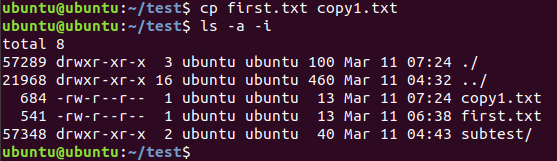 ubuntu@ubuntu:~/test$ cp first.txt copy1.txt
ubuntu@ubuntu:~/test$ ls -a -i
total 8
57289 drwxr-xr-x  3 ubuntu ubuntu 100 Mar 11 07:24 ./
21968 drwxr-xr-x 16 ubuntu ubuntu 460 Mar 11 04:32 ../
  684 -rw-r--r--  1 ubuntu ubuntu  13 Mar 11 07:24 copy1.txt
  541 -rw-r--r--  1 ubuntu ubuntu  13 Mar 11 06:38 first.txt
57348 drwxr-xr-x  2 ubuntu ubuntu  40 Mar 11 04:43 subtest/
ubuntu@ubuntu:~/test$